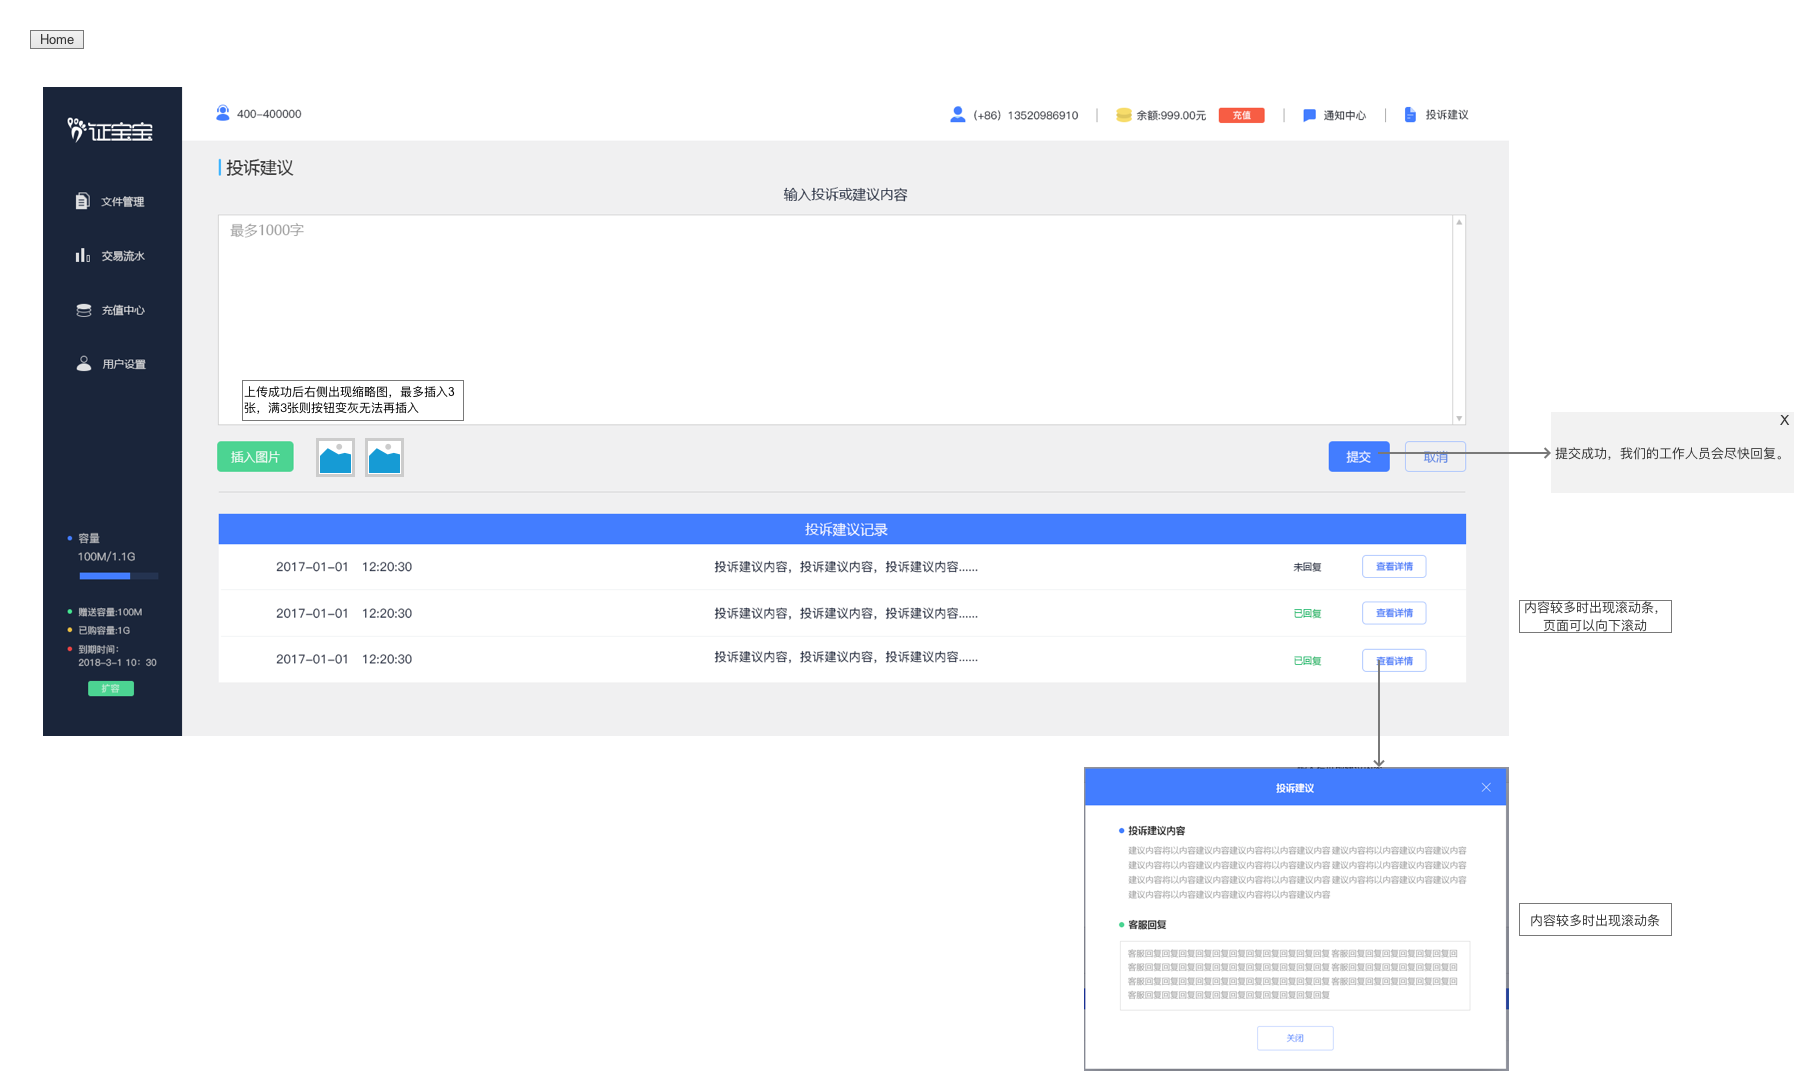 Home
证宝宝
400-400000
(+86) 13520986910
余额:999.00元
充值
通知中心
投诉建议
文件管理
交易流水
充值中心
用户设置
容量
100M/1.1G
赠送容量:100M
已购容量:1G
到期时间：
2018-3-1 10：30
扩容
投诉建议
输入投诉或建议内容
最多1000字
上传成功后右侧出现缩略图，最多插入3
张，满3张则按钮变灰无法再插入
插入图片
提交
取消
X
提交成功，我们的工作人员会尽快回复。
投诉建议记录
2017-01-01 12:20:30 投诉建议内容，投诉建议内容，投诉建议内容...... 未回复 查看详情
2017-01-01 12:20:30 投诉建议内容，投诉建议内容，投诉建议内容...... 已回复 查看详情
2017-01-01 12:20:30 投诉建议内容，投诉建议内容，投诉建议内容...... 已回复 查看详情
内容较多时出现滚动条，
页面可以向下滚动
投诉建议
投诉建议内容
建议内容将以内容建议内容建议内容将以内容建议内容 建议内容将以内容建议内容建议内容
建议内容将以内容建议内容建议内容将以内容建议内容 建议内容将以内容建议内容建议内容
建议内容将以内容建议内容建议内容将以内容建议内容 建议内容将以内容建议内容建议内容
建议内容将以内容建议内容建议内容将以内容建议内容
客服回复
客服回复回复回复回复回复回复回复回复回复回复回复 客服回复回复回复回复回复回复回
客服回复回复回复回复回复回复回复回复回复回复回复 客服回复回复回复回复回复回复回
客服回复回复回复回复回复回复回复回复回复回复回复 客服回复回复回复回复回复回复回
客服回复回复回复回复回复回复回复回复回复回复回复
关闭
内容较多时出现滚动条